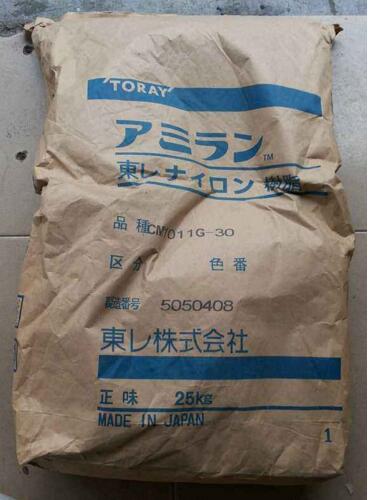 TORAY
アミラン™
東レナイロン樹脂
品種CM1011G-30
区分 色番
製造番号 5050408
東レ株式会社
正味 25kg
MADE IN JAPAN
1